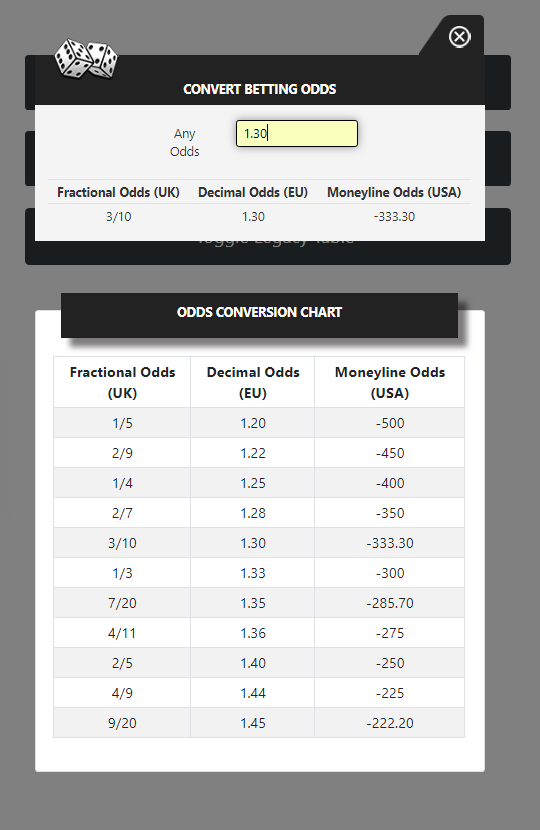 CONVERT BETTING ODDS
Any
Odds
1.30
Fractional Odds (UK) Decimal Odds (EU) Moneyline Odds (USA)
3/10 1.30 -333.30
Toggle Legacy Table
ODDS CONVERSION CHART
Fractional Odds (UK) Decimal Odds (EU) Moneyline Odds (USA)
1/5 1.20 -500
2/9 1.22 -450
1/4 1.25 -400
2/7 1.28 -350
3/10 1.30 -333.30
1/3 1.33 -300
7/20 1.35 -285.70
4/11 1.36 -275
2/5 1.40 -250
4/9 1.44 -225
9/20 1.45 -222.20